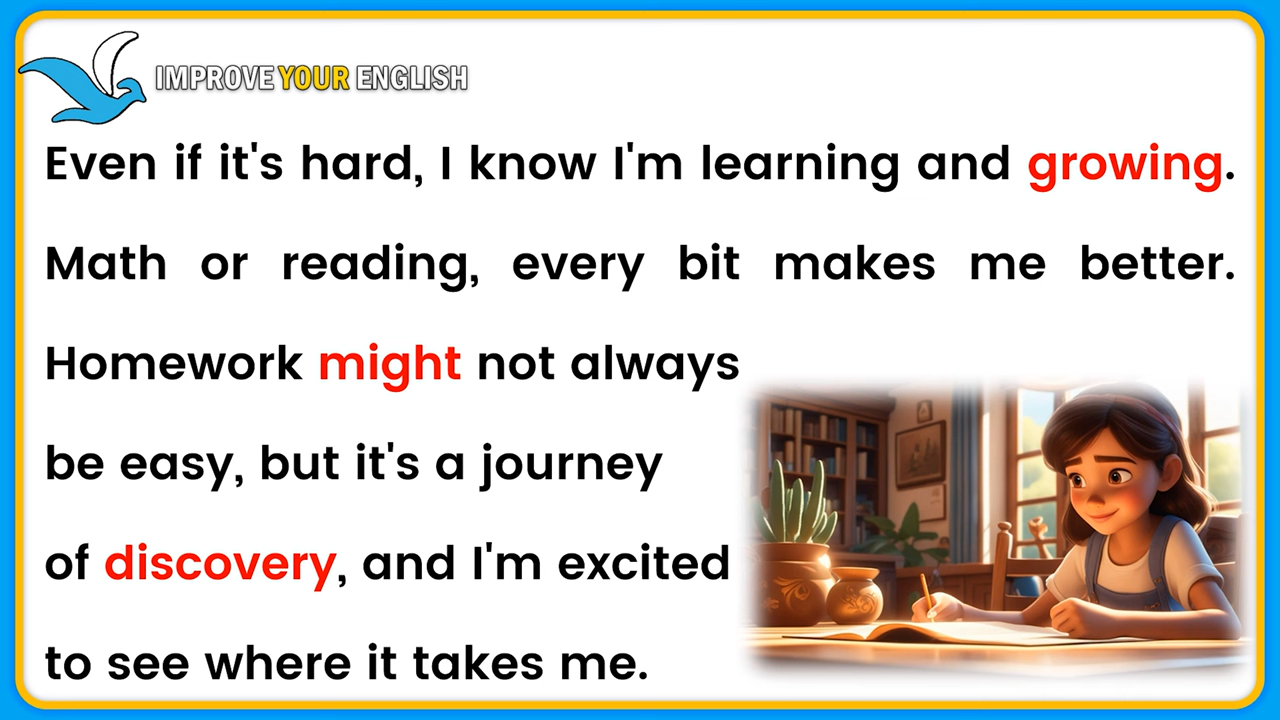 IMPROVE YOUR ENGLISH
Even if it's hard, I know I'm learning and growing.
Math or reading, every bit makes me better.
Homework might not always
be easy, but it's a journey
of discovery, and I'm excited
to see where it takes me.